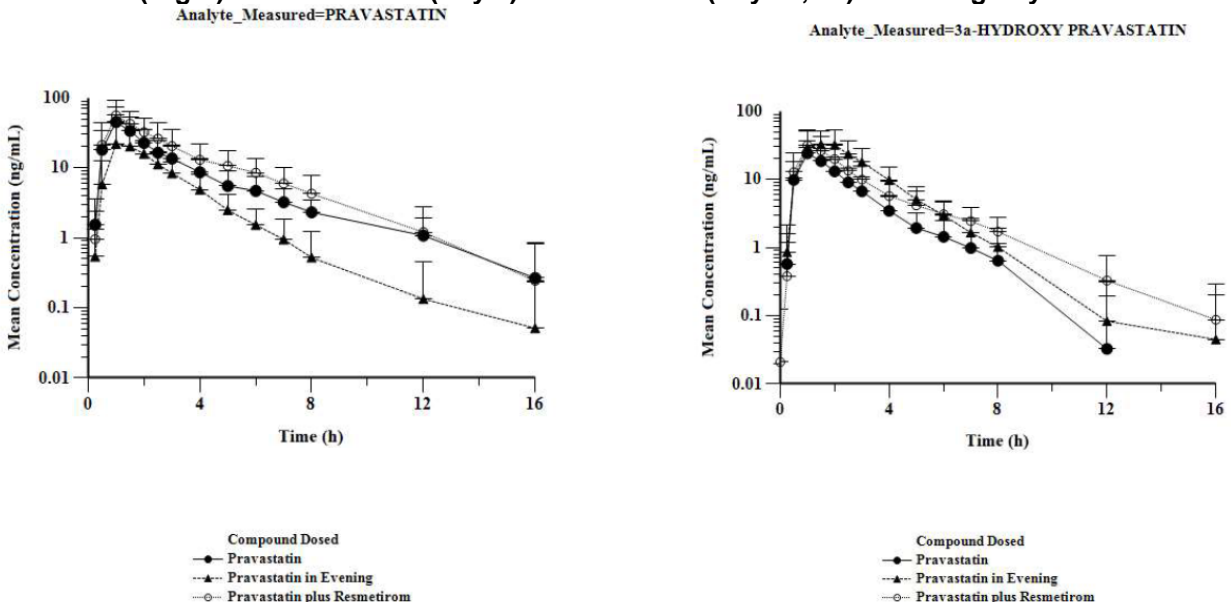 Analyte_Measured=PRAVASTATIN
Mean Concentration (ng/mL)
100
10
1
0.1
0.01
0
4
8
12
16
Time (h)
Compound Dosed
Pravastatin
Pravastatin in Evening
Pravastatin plus Resmetirom
Analyte_Measured=3a-HYDROXY PRAVASTATIN
Mean Concentration (ng/mL)
100
10
1
0.1
0.01
0
4
8
12
16
Time (h)
Compound Dosed
Pravastatin
Pravastatin in Evening
Pravastatin plus Resmetirom